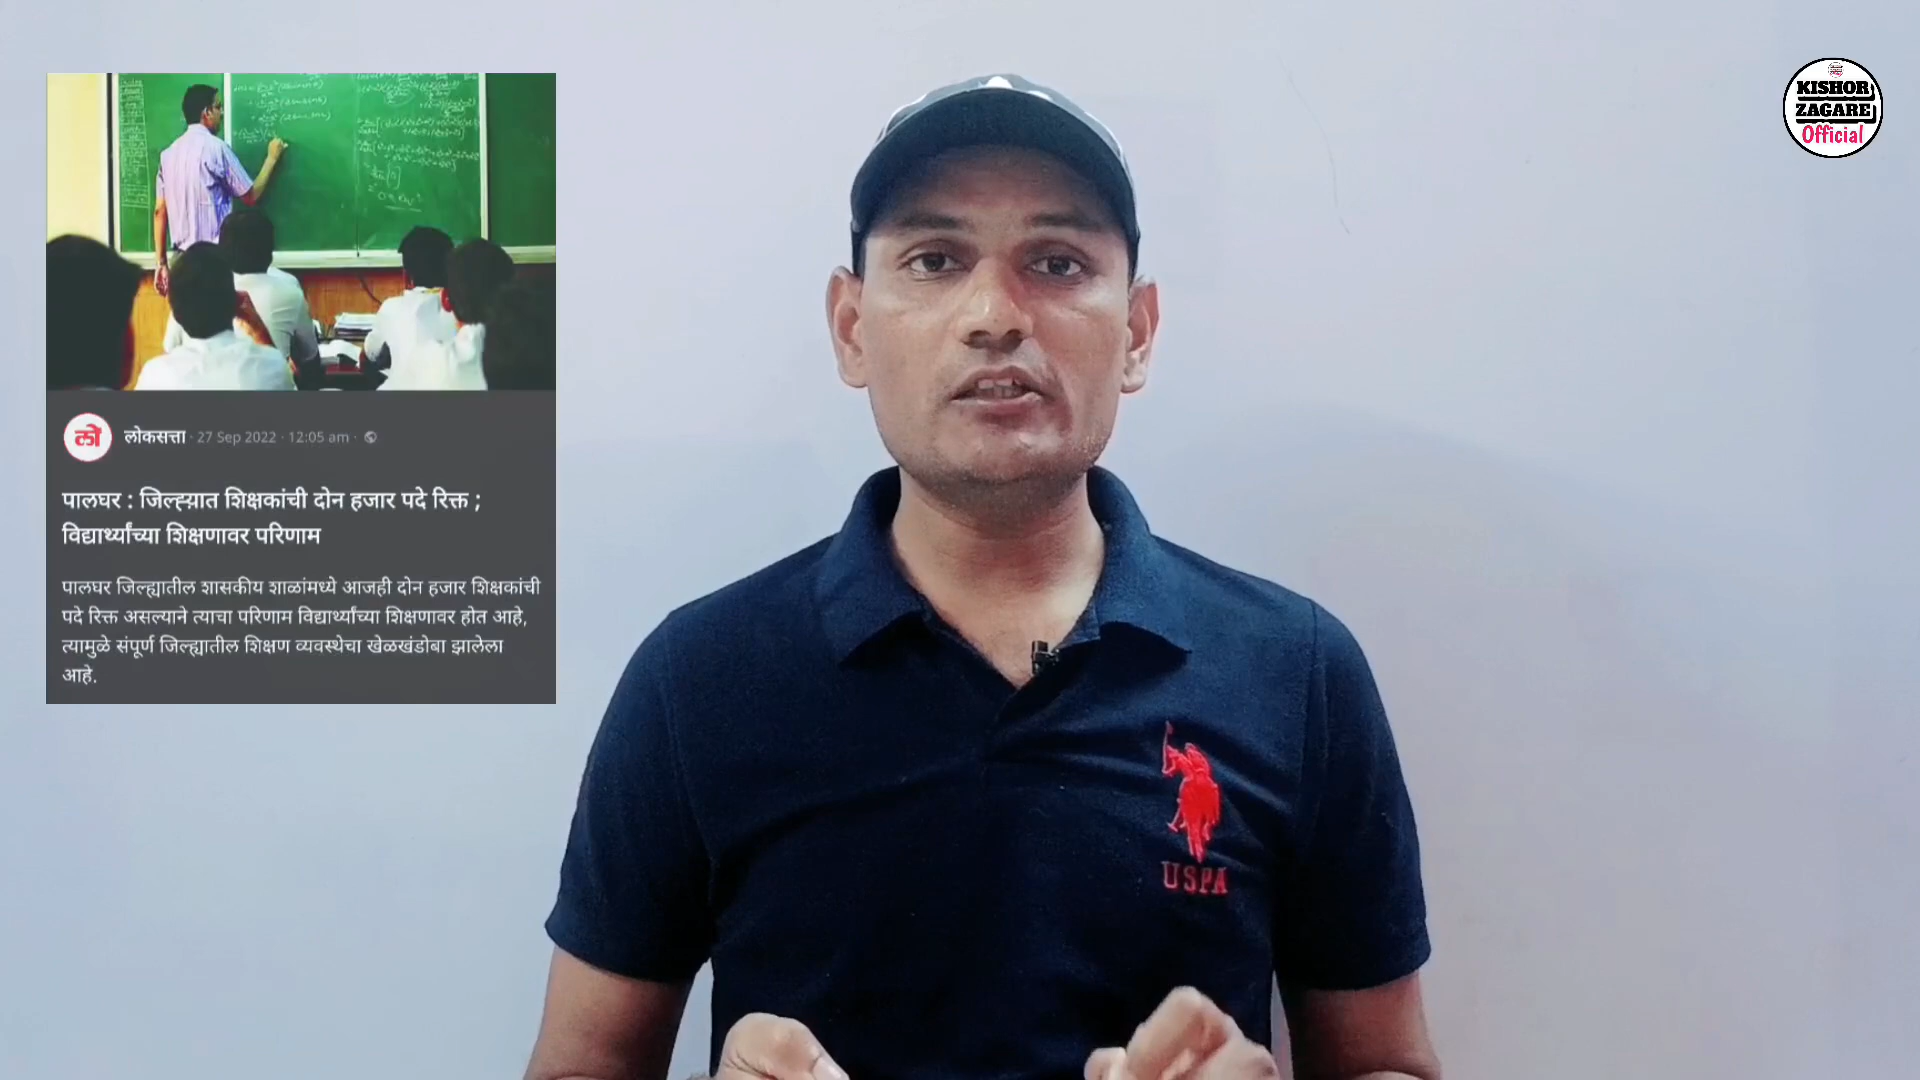 लोकसत्ता · 27 Sep 2022 · 12:05 am ·
पालघर : जिल्ह्य़ात शिक्षकांची दोन हजार पदे रिक्त ;
विद्यार्थ्यांच्या शिक्षणावर परिणाम
पालघर जिल्ह्यातील शासकीय शाळांमध्ये आजही दोन हजार शिक्षकांची
पदे रिक्त असल्याने त्याचा परिणाम विद्यार्थ्यांच्या शिक्षणावर होत आहे,
त्यामुळे संपूर्ण जिल्ह्यातील शिक्षण व्यवस्थेचा खेळखंडोबा झालेला
आहे.
लो
KISHOR
ZAGARE
Official
USPA